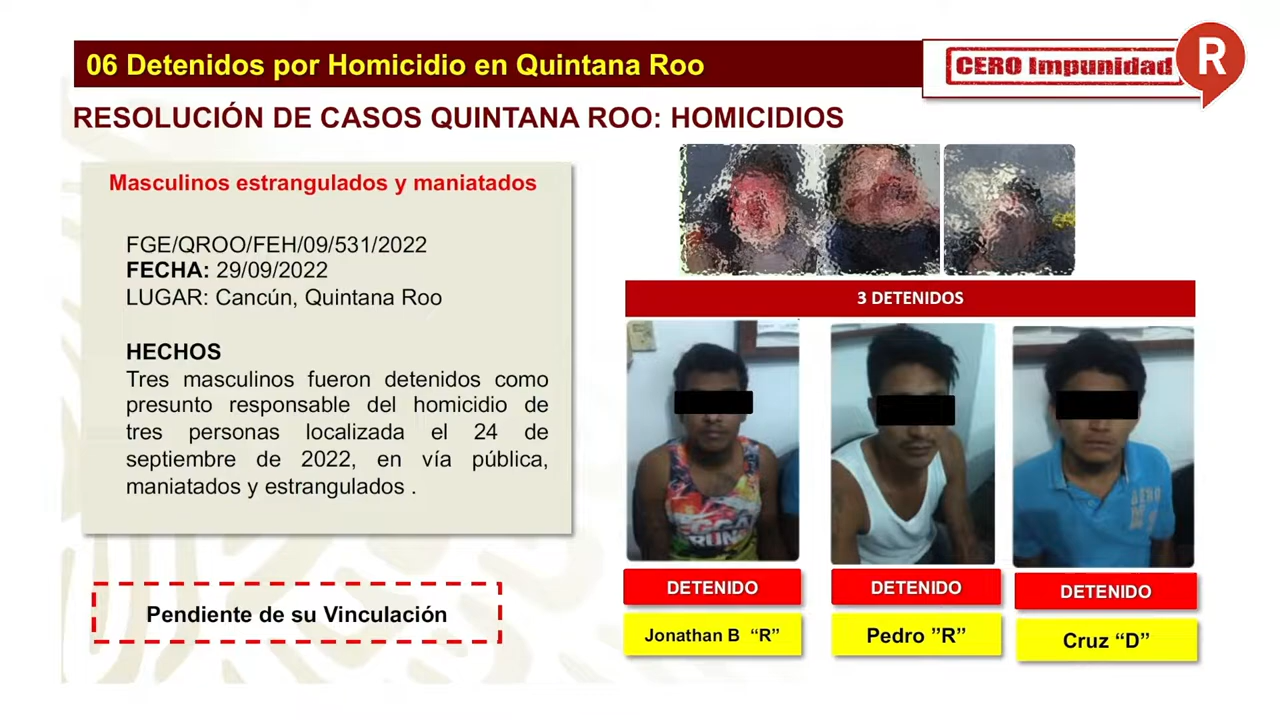 06 Detenidos por Homicidio en Quintana Roo
CERO Impunidad
R
RESOLUCIÓN DE CASOS QUINTANA ROO: HOMICIDIOS
Masculinos estrangulados y maniatados
FGE/QROO/FEH/09/531/2022
FECHA: 29/09/2022
LUGAR: Cancún, Quintana Roo
HECHOS
Tres masculinos fueron detenidos como
presunto responsable del homicidio de
tres personas localizada el 24 de
septiembre de 2022, en vía pública,
maniatados y estrangulados .
Pendiente de su Vinculación
3 DETENIDOS
RUN
AERO
DETENIDO
DETENIDO
DETENIDO
Jonathan B “R”
Pedro ”R”
Cruz “D”